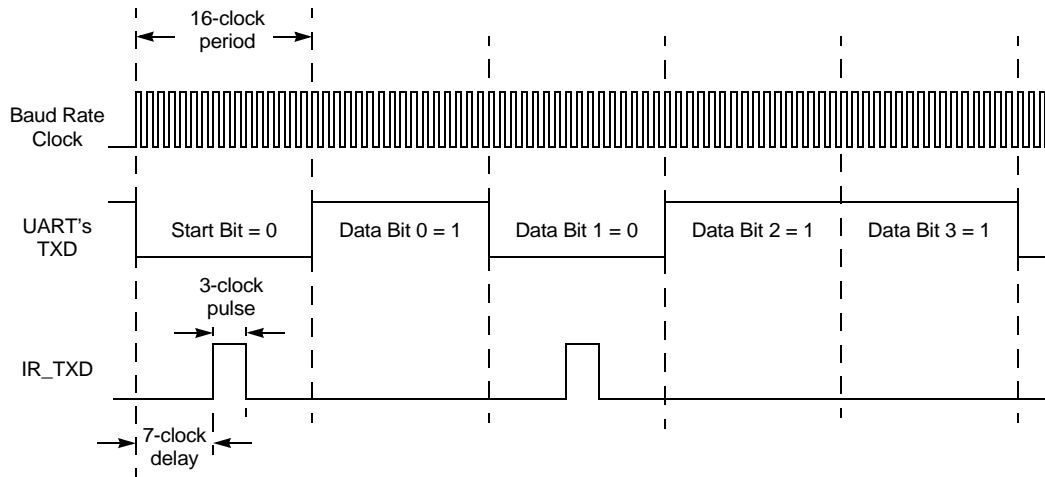 16-clock
period
Baud Rate
Clock
UART's
TXD
Start Bit = 0
Data Bit 0 = 1
Data Bit 1 = 0
Data Bit 2 = 1
Data Bit 3 = 1
3-clock
pulse
IR_TXD
7-clock
delay